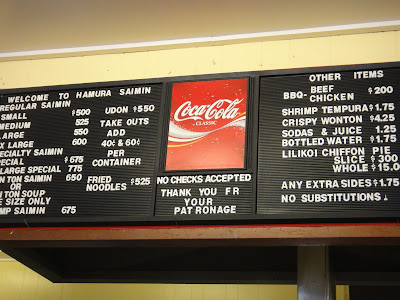 WELCOME TO HAMURA SAIMIN
REGULAR SAIMIN
SMALL $500
MEDIUM 525
LARGE 550
X LARGE 600
SPECIALTY SAIMIN
SPECIAL $675
LARGE SPECIAL 775
SAIMIN 650
OR
TON SOUP
SIZE ONLY
SAIMIN 675
UDON $550
TAKE OUTS
ADD
40¢ & 60¢
PER
CONTAINER
FRIED
NOODLES $525
Coca-Cola
CLASSIC
NO CHECKS ACCEPTED
THANK YOU FR
YOUR
PATRONAGE
OTHER ITEMS
BBQ- BEEF
CHICKEN $200
SHRIMP TEMPURA $1.75
CRISPY WONTON $4.25
SODAS & JUICE 1.25
BOTTLED WATER $1.75
LILIKOI CHIFFON PIE
SLICE $300
WHOLE $15.0
ANY EXTRA SIDES $1.75
NO SUBSTITUTIONS